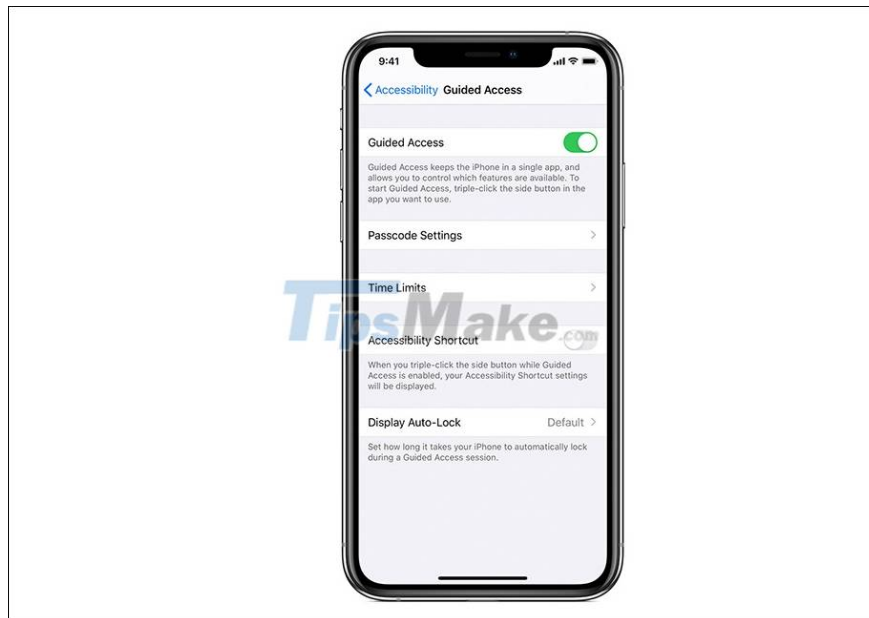 9:41
Accessibility Guided Access
Guided Access
Guided Access keeps the iPhone in a single app, and
allows you to control which features are available. To
start Guided Access, triple-click the side button in the
app you want to use.
Passcode Settings
Time Limits
TipsMake.com
Accessibility Shortcut
When you triple-click the side button while Guided
Access is enabled, your Accessibility Shortcut settings
will be displayed.
Display Auto-Lock Default
Set how long it takes your iPhone to automatically lock
during a Guided Access session.